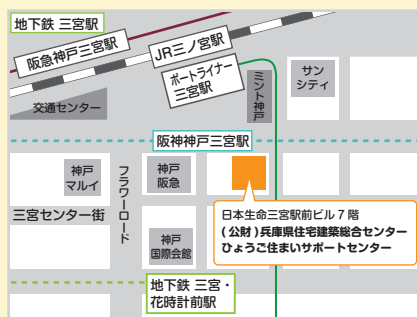 地下鉄 三宮駅
阪急神戸三宮駅
JR三ノ宮駅
ポートライナー
三宮駅
ミント神戸
サン
シティ
交通センター
阪神神戸三宮駅
神戸
マルイ
フラワーロード
神戸
阪急
三宮センター街
日本生命三宮駅前ビル7階
(公財)兵庫県住宅建築総合センター
ひょうご住まいサポートセンター
神戸
国際会館
地下鉄 三宮・
花時計前駅